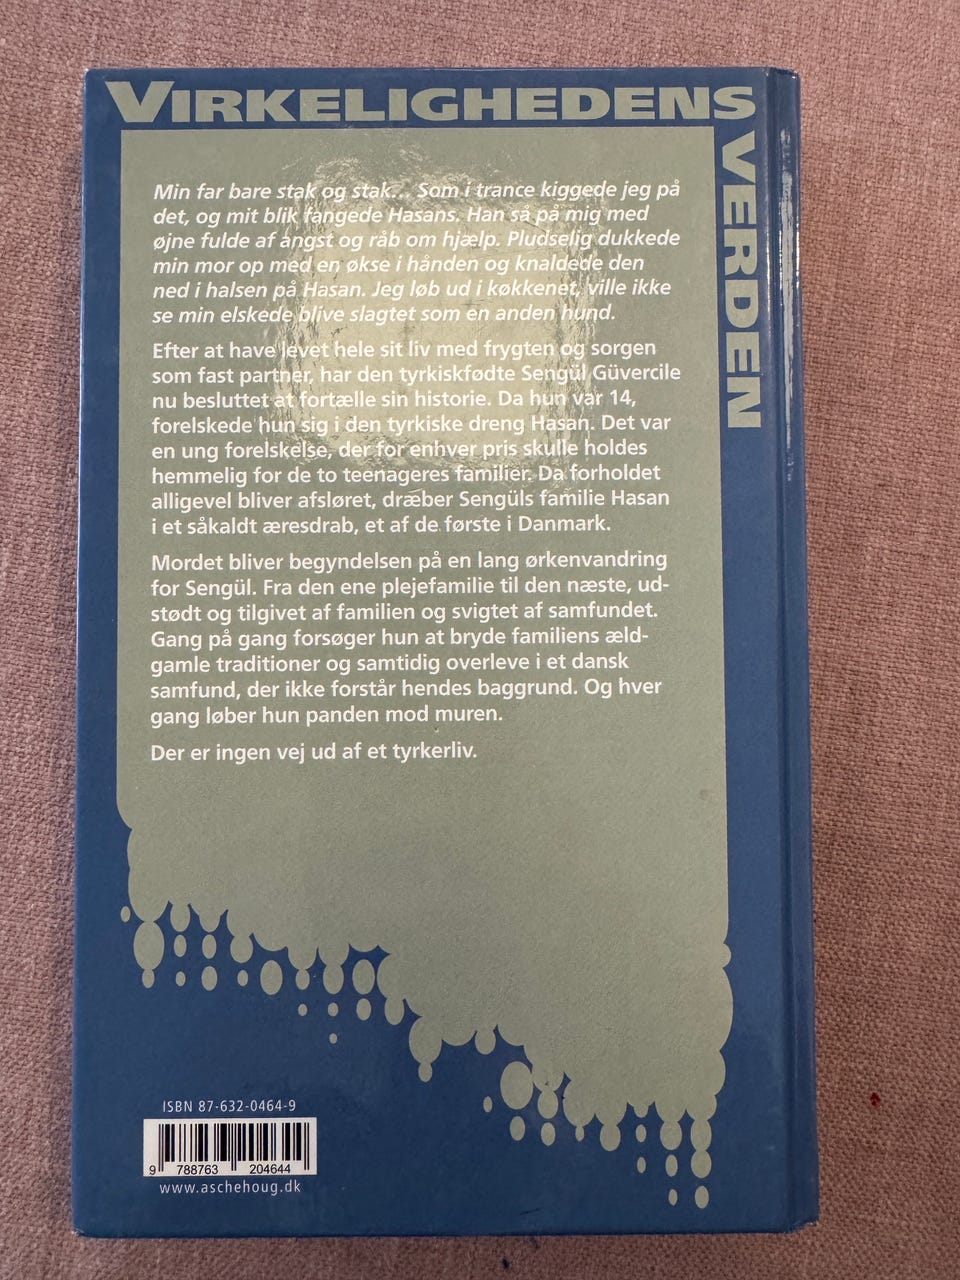 VIRKELIGHEDENS
VERDEN
Min far bare stak og stak... Som i trance kiggede jeg på
det, og mit blik fangede Hasans. Han så på mig med
øjne fulde af angst og råb om hjælp. Pludselig dukkede
min mor op med en økse i hånden og knaldede den
ned i halsen på Hasan. Jeg løb ud i køkkenet, ville ikke
se min elskede blive slagtet som en anden hund.
Efter at have levet hele sit liv med frygten og sorgen
som fast partner, har den tyrkiskfødte Sengül Güvercile
nu besluttet at fortælle sin historie. Da hun var 14,
forelskede hun sig i den tyrkiske dreng Hasan. Det var
en ung forelskelse, der for enhver pris skulle holdes
hemmelig for de to teenageres familier. Da forholdet
alligevel bliver afsløret, dræber Sengüls familie Hasan
i et såkaldt æresdrab, et af de første i Danmark.
Mordet bliver begyndelsen på en lang ørkenvandring
for Sengül. Fra den ene plejefamilie til den næste, ud-
stødt og tilgivet af familien og svigtet af samfundet.
Gang på gang forsøger hun at bryde familiens æld-
gamle traditioner og samtidig overleve i et dansk
samfund, der ikke forstår hendes baggrund. Og hver
gang løber hun panden mod muren.
Der er ingen vej ud af et tyrkerliv.
ISBN 87-632-0464-9
9 788763 204644
www.aschehoug.dk